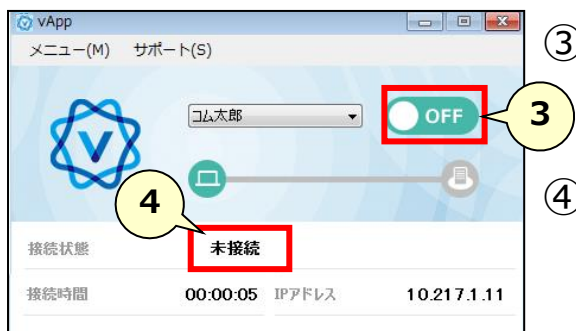 vApp
メニュー(M) サポート(S)
③
コム太郎 OFF 3
4 ④
接続状態 未接続
接続時間 00:00:05 IPアドレス 10.217.1.11